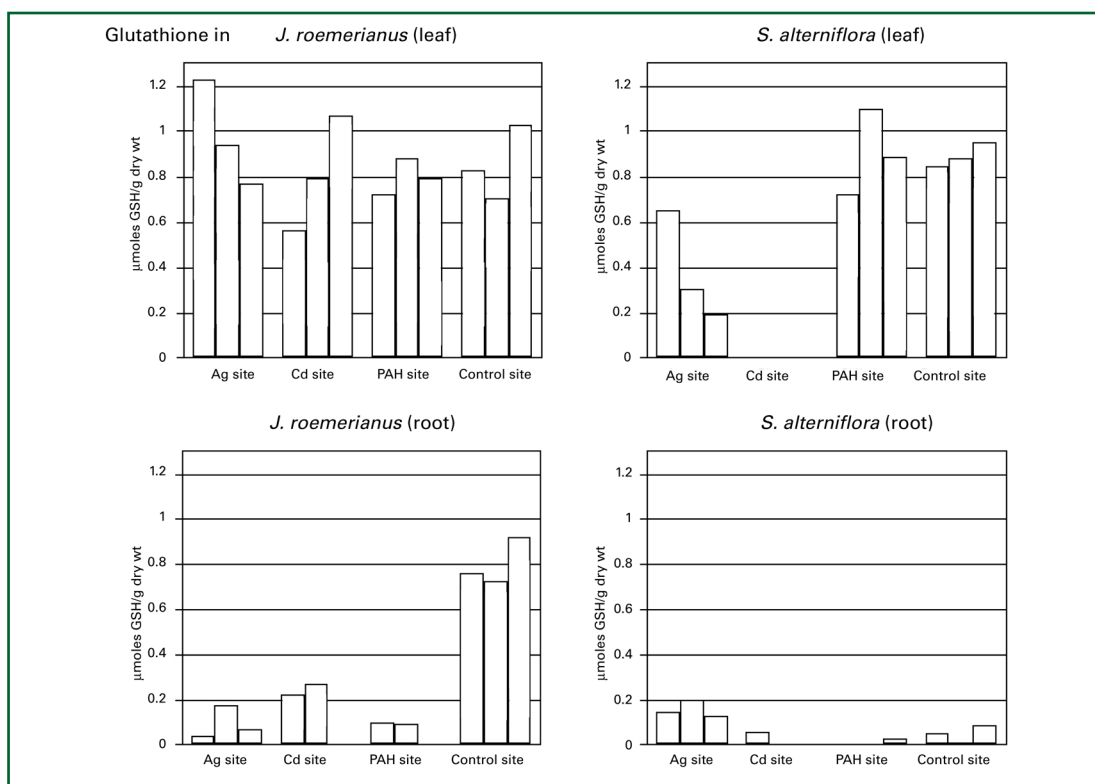 Glutathione in J. roemerianus (leaf)
S. alterniflora (leaf)
µmoles GSH/g dry wt
1.2
1
0.8
0.6
0.4
0.2
0
Ag site Cd site PAH site Control site
µmoles GSH/g dry wt
1.2
1
0.8
0.6
0.4
0.2
0
Ag site Cd site PAH site Control site
J. roemerianus (root)
S. alterniflora (root)
µmoles GSH/g dry wt
1.2
1
0.8
0.6
0.4
0.2
0
Ag site Cd site PAH site Control site
µmoles GSH/g dry wt
1.2
1
0.8
0.6
0.4
0.2
0
Ag site Cd site PAH site Control site